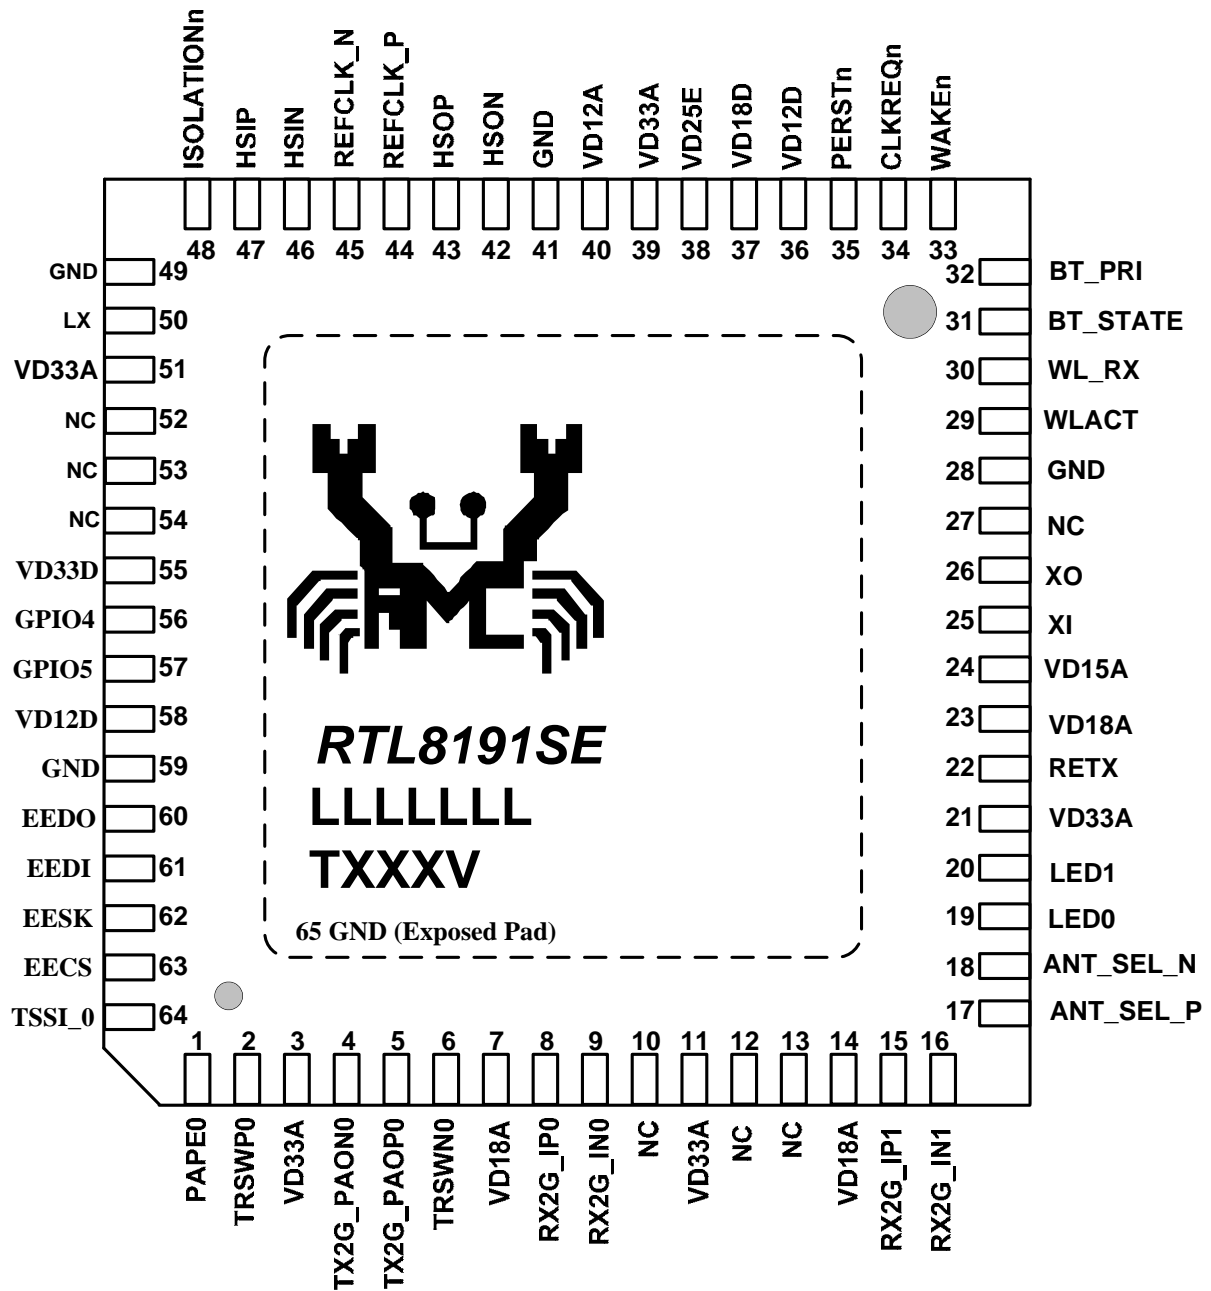 ISOLATIONn
HSIP
HSIN
REFCLK_N
REFCLK_P
HSOP
HSON
GND
VD12A
VD33A
VD25E
VD18D
VD12D
PERSTn
CLKREQn
WAKEn
48 47 46 45 44 43 42 41 40 39 38 37 36 35 34 33
GND 49
LX 50
VD33A 51
NC 52
NC 53
NC 54
VD33D 55
GPIO4 56
GPIO5 57
VD12D 58
GND 59
EEDO 60
EEDI 61
EESK 62
EECS 63
TSSI_0 64
RTL8191SE
LLLLLLL
TXXXV
65 GND (Exposed Pad)
32 BT_PRI
31 BT_STATE
30 WL_RX
29 WLACT
28 GND
27 NC
26 XO
25 XI
24 VD15A
23 VD18A
22 RETX
21 VD33A
20 LED1
19 LED0
18 ANT_SEL_N
17 ANT_SEL_P
1 2 3 4 5 6 7 8 9 10 11 12 13 14 15 16
PAPE0
TRSWP0
VD33A
TX2G_PAON0
TX2G_PAOP0
TRSWN0
VD18A
RX2G_IP0
RX2G_IN0
NC
VD33A
NC
NC
VD18A
RX2G_IP1
RX2G_IN1